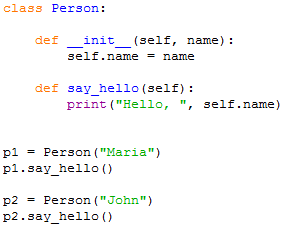 class Person:
    def __init__(self, name):
        self.name = name
    def say_hello(self):
        print("Hello, ", self.name)
p1 = Person("Maria")
p1.say_hello()
p2 = Person("John")
p2.say_hello()